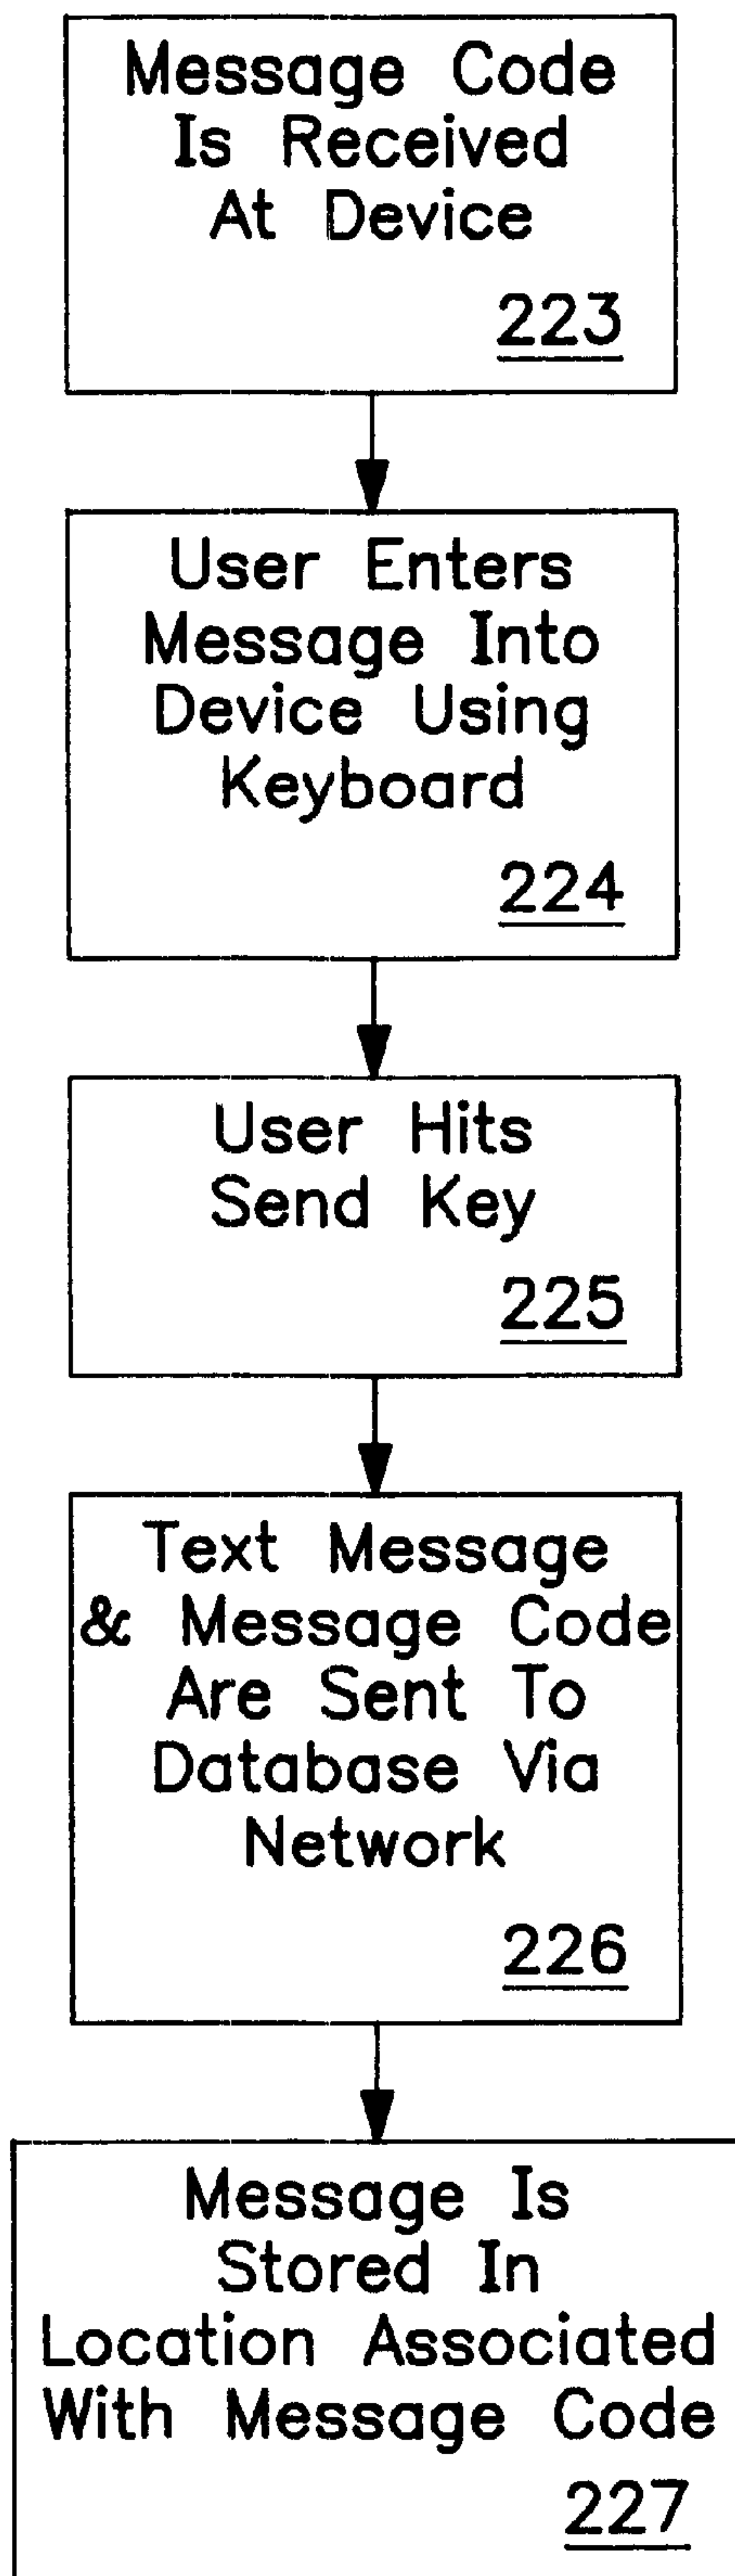 Message Code
Is Received
At Device
223
User Enters
Message Into
Device Using
Keyboard
224
User Hits
Send Key
225
Text Message
& Message Code
Are Sent To
Database Via
Network
226
Message Is
Stored In
Location Associated
With Message Code
227